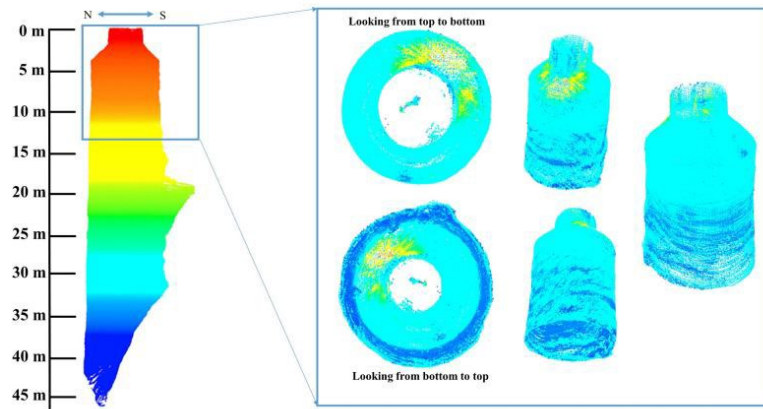 N S
0 m
5 m
10 m
15 m
20 m
25 m
30 m
35 m
40 m
45 m
Looking from top to bottom
Looking from bottom to top